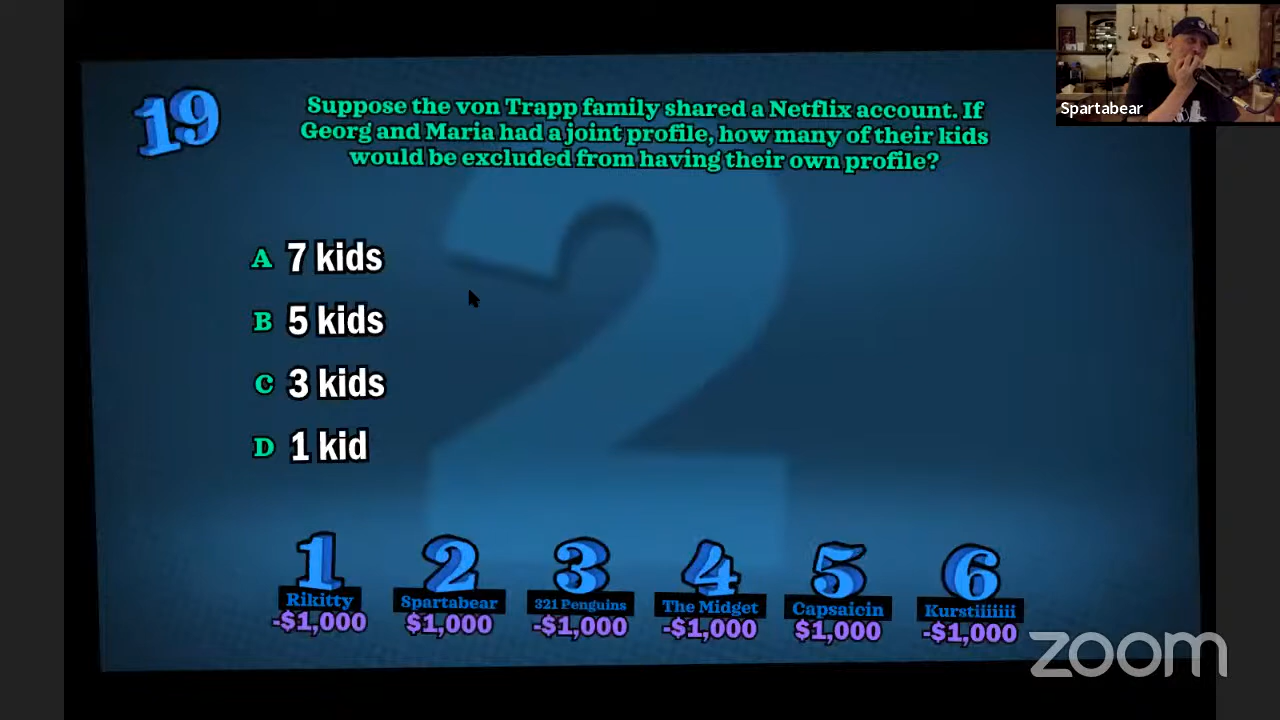 Spartabear
19
Suppose the von Trapp family shared a Netflix account. If
Georg and Maria had a joint profile, how many of their kids
would be excluded from having their own profile?
A 7 kids
B 5 kids
C 3 kids
D 1 kid
2
1 2 3 4 5 6
Rikitty Spartabear 321 Penguins The Midget Capsaicin Kurstiliiiii
-$1,000 $1,000 -$1,000 -$1,000 $1,000 -$1,000
zoom